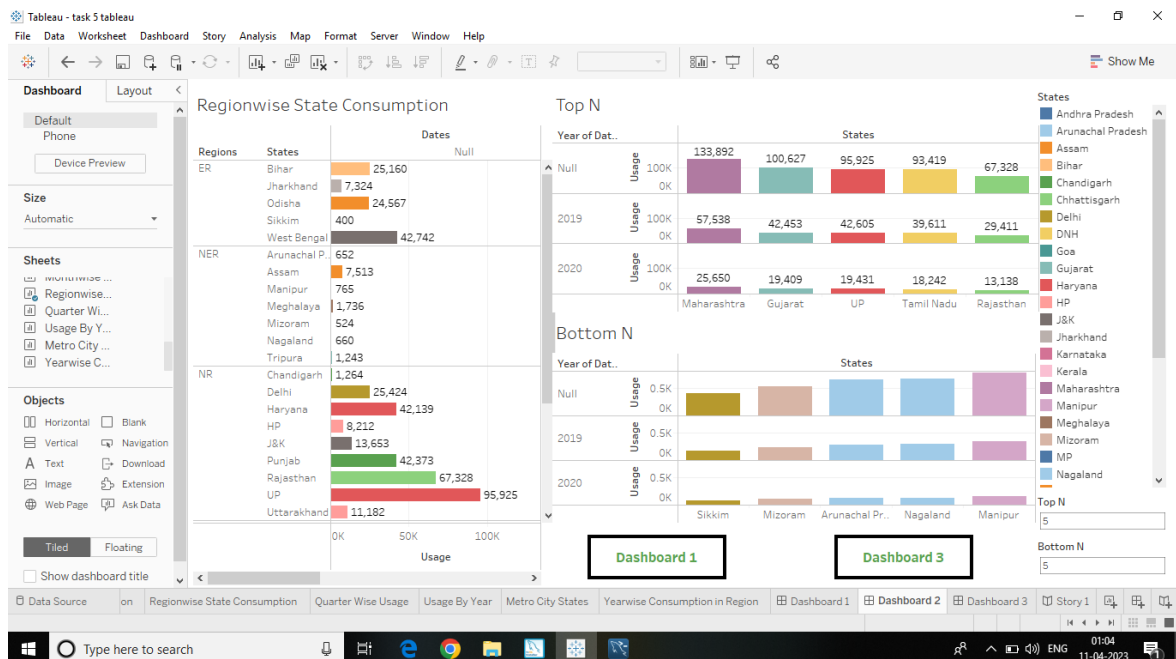 Tableau - task 5 tableau
File Data Worksheet Dashboard Story Analysis Map Format Server Window Help
Show Me
Dashboard Layout
Default
Phone
Device Preview
Size
Automatic
Sheets
Monthwise ...
Regionwise...
Quarter Wi...
Usage By Y...
Metro City ...
Yearwise C...
Objects
Horizontal Blank
Vertical Navigation
Text Download
Image Extension
Web Page Ask Data
Tiled Floating
Show dashboard title
Regionwise State Consumption
Dates
Regions States Null
ER Bihar 25,160
Jharkhand 7,324
Odisha 24,567
Sikkim 400
West Bengal 42,742
NER Arunachal P.. 652
Assam 7,513
Manipur 765
Meghalaya 1,736
Mizoram 524
Nagaland 660
Tripura 1,243
NR Chandigarh 1,264
Delhi 25,424
Haryana 42,139
HP 8,212
J&K 13,653
Punjab 42,373
Rajasthan 67,328
UP 95,925
Uttarakhand 11,182
0K 50K 100K
Usage
Top N
Year of Dat.. States
Null Usage 100K 0K 133,892 100,627 95,925 93,419 67,328
2019 Usage 100K 0K 57,538 42,453 42,605 39,611 29,411
2020 Usage 100K 0K 25,650 19,409 19,431 18,242 13,138
Maharashtra Gujarat UP Tamil Nadu Rajasthan
Bottom N
Year of Dat.. States
Null Usage 0.5K 0K
2019 Usage 0.5K 0K
2020 Usage 0.5K 0K
Sikkim Mizoram Arunachal Pr.. Nagaland Manipur
Dashboard 1 Dashboard 3
States
Andhra Pradesh
Arunachal Pradesh
Assam
Bihar
Chandigarh
Chhattisgarh
Delhi
DNH
Goa
Gujarat
Haryana
HP
J&K
Jharkhand
Karnataka
Kerala
Maharashtra
Manipur
Meghalaya
Mizoram
MP
Nagaland
Top N
5
Bottom N
5
Data Source on Regionwise State Consumption Quarter Wise Usage Usage By Year Metro City States Yearwise Consumption in Region Dashboard 1 Dashboard 2 Dashboard 3 Story 1
Type here to search
ENG
01:04
11-04-2023